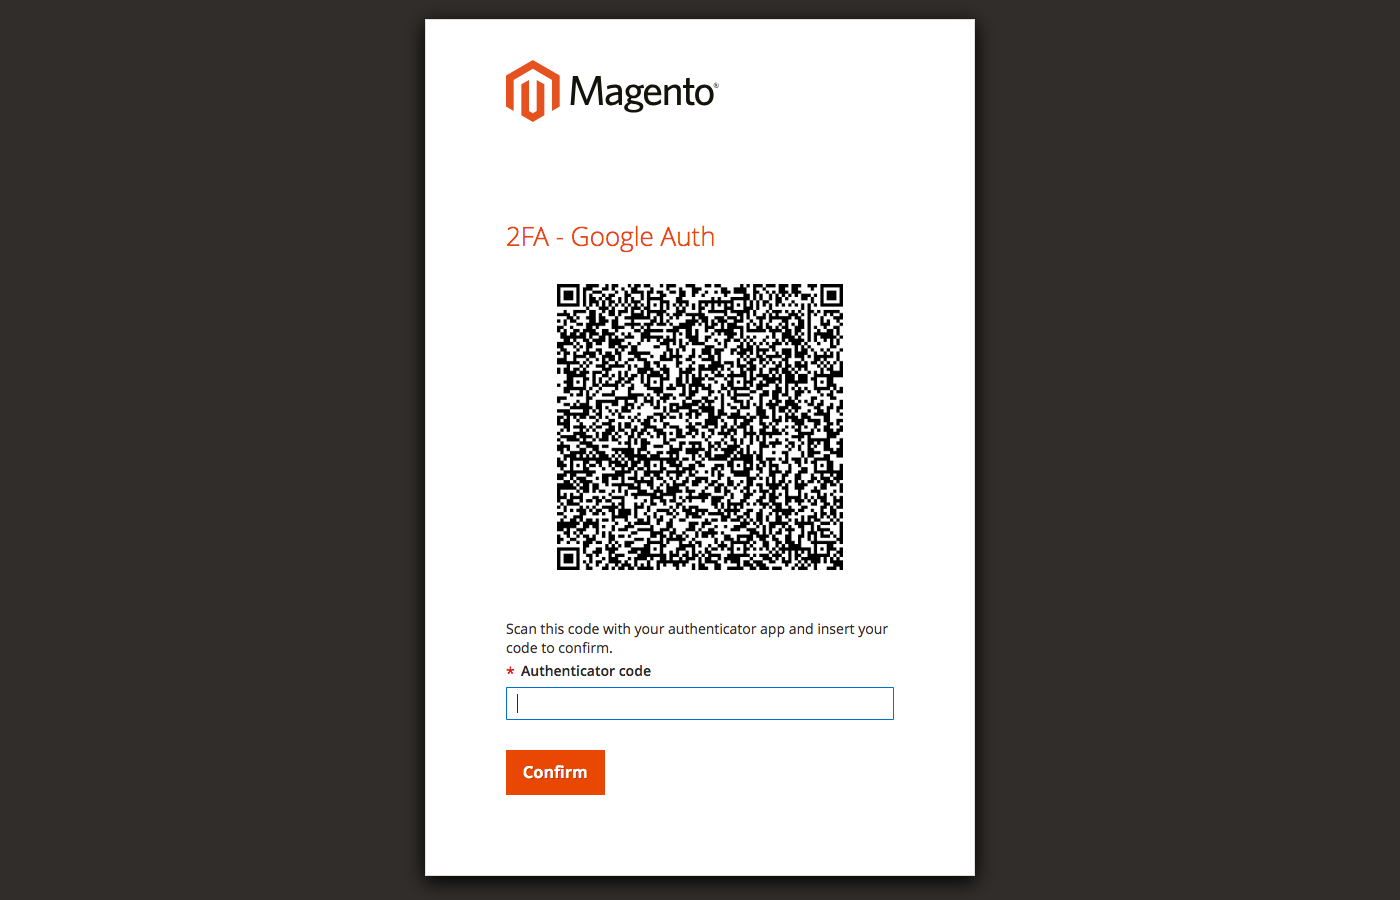 Magento®
2FA - Google Auth
Scan this code with your authenticator app and insert your
code to confirm.
* Authenticator code
Confirm